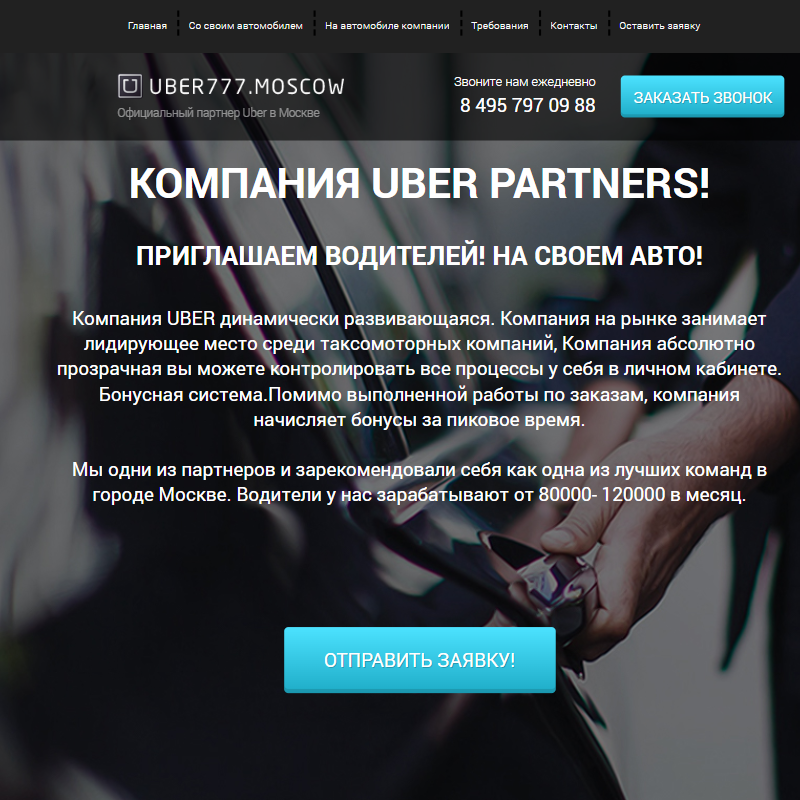 Главная
Со своим автомобилем
На автомобиле компании
Требования
Контакты
Оставить заявку
UBER777.MOSCOW
Официальный партнер Uber в Москве
Звоните нам ежедневно
8 495 797 09 88
ЗАКАЗАТЬ ЗВОНОК
КОМПАНИЯ UBER PARTNERS!
ПРИГЛАШАЕМ ВОДИТЕЛЕЙ! НА СВОЕМ АВТО!
Компания UBER динамически развивающаяся. Компания на рынке занимает
лидирующее место среди таксомоторных компаний, Компания абсолютно
прозрачная вы можете контролировать все процессы у себя в личном кабинете.
Бонусная система.Помимо выполненной работы по заказам, компания
начисляет бонусы за пиковое время.
Мы одни из партнеров и зарекомендовали себя как одна из лучших команд в
городе Москве. Водители у нас зарабатывают от 80000- 120000 в месяц.
ОТПРАВИТЬ ЗАЯВКУ!